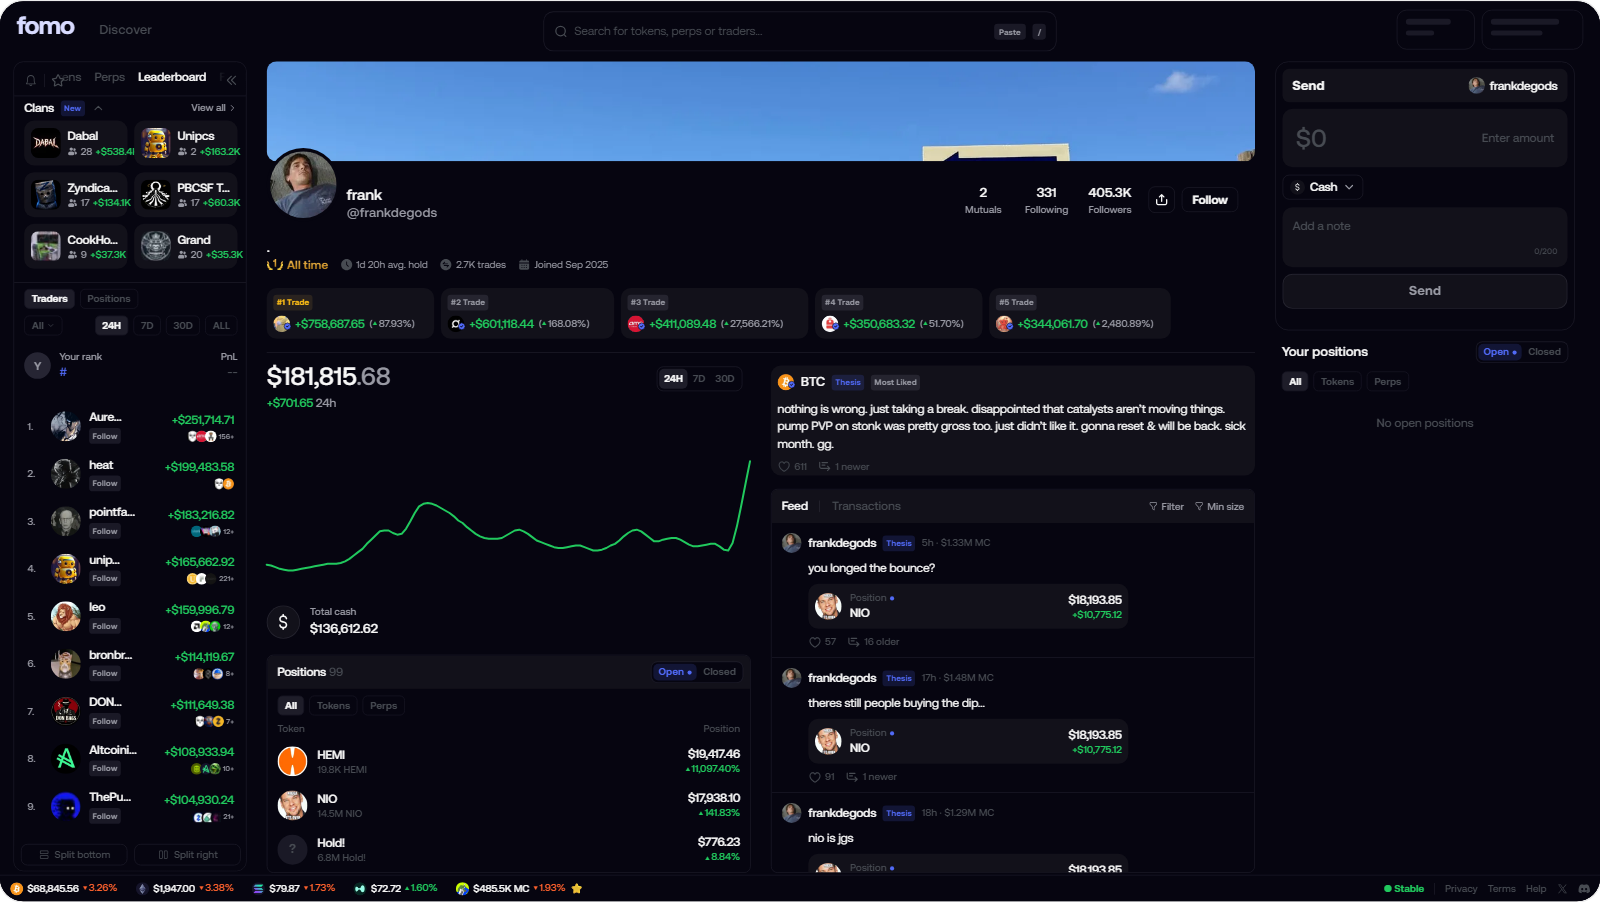 fomo
Discover
Search for tokens, perps or traders...
Paste
/
ens
Perps
Leaderboard
Clans
New
View all
Dabal
28 +$538.4
Unipcs
2 +$163.2K
Zyndica...
17 +$134.1K
PBCSF T...
17 +$60.3K
CookHo...
9 +$37.3K
Grand
20 +$35.3K
Traders
Positions
All
24H
7D
30D
ALL
Y
Your rank
PnL
#
--
1.
Aure...
+$251,714.71
Follow
156+
2.
heat
+$199,483.58
Follow
3.
pointfa...
+$183,216.82
Follow
12+
4.
unip...
+$165,662.92
Follow
221+
5.
leo
+$159,996.79
Follow
12+
6.
bronbr...
+$114,119.67
Follow
8+
7.
DON...
+$111,649.38
Follow
7+
8.
Altcoini...
+$108,933.94
Follow
10+
9.
ThePu...
+$104,930.24
Follow
21+
Split bottom
Split right
frank
@frankdegods
2
Mutuals
331
Following
405.3K
Followers
Follow
.
1 All time
1d 20h avg. hold
2.7K trades
Joined Sep 2025
#1 Trade
+$758,687.65 (▲87.93%)
#2 Trade
+$601,118.44 (▲168.08%)
#3 Trade
+$411,089.48 (▲27,566.21%)
#4 Trade
+$350,683.32 (▲51.70%)
#5 Trade
+$344,061.70 (▲2,480.89%)
$181,815.68
+$701.65 24h
24H
7D
30D
$
Total cash
$136,612.62
Positions 99
Open
Closed
All
Tokens
Perps
Token
Position
HEMI
19.8K HEMI
$19,417.46
▲11,097.40%
NIO
14.5M NIO
$17,938.10
▲141.83%
?
Hold!
6.8M Hold!
$776.23
▲8.84%
BTC
Thesis
Most Liked
nothing is wrong. just taking a break. disappointed that catalysts aren't moving things.
pump PVP on stonk was pretty gross too. just didn't like it. gonna reset & will be back. sick
month. gg.
611
1 newer
Feed
Transactions
Filter
Min size
frankdegods
Thesis
5h · $1.33M MC
you longed the bounce?
Position
NIO
$18,193.85
+$10,775.12
57
16 older
frankdegods
Thesis
17h · $1.48M MC
theres still people buying the dip...
Position
NIO
$18,193.85
+$10,775.12
91
1 newer
frankdegods
Thesis
18h · $1.29M MC
nio is jgs
Position
$18,193.85
Send
frankdegods
$0
Enter amount
$ Cash
Add a note
0/200
Send
Your positions
Open
Closed
All
Tokens
Perps
No open positions
$68,845.56 ▼3.26%
$1,947.00 ▼3.38%
$79.87 ▼1.73%
$72.72 ▲1.60%
$485.5K MC ▼1.93%
Stable
Privacy
Terms
Help